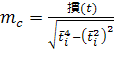 m_c = 損(t) / √(t̄_i^4 − (t̄_i^2)^2)